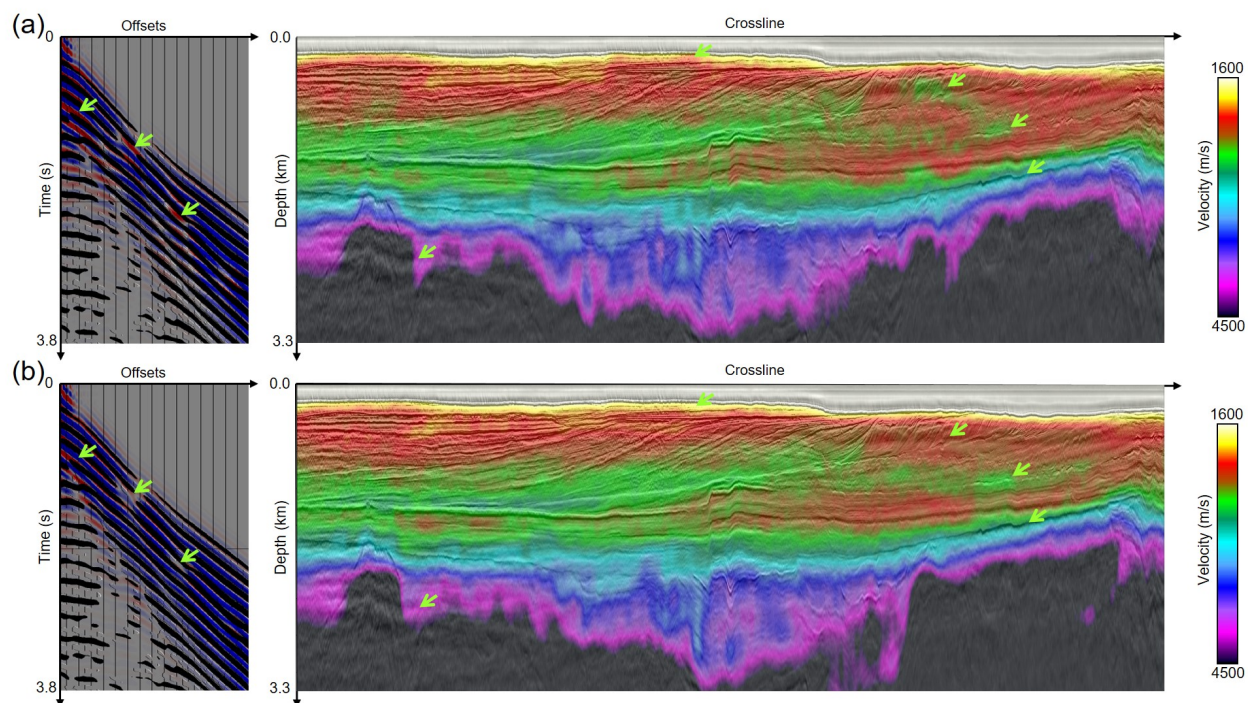 (a)
Offsets
Crossline
0
0.0
Time (s)
Depth (km)
3.8
3.3
1600
Velocity (m/s)
4500
(b)
Offsets
Crossline
0
0.0
Time (s)
Depth (km)
3.8
3.3
1600
Velocity (m/s)
4500